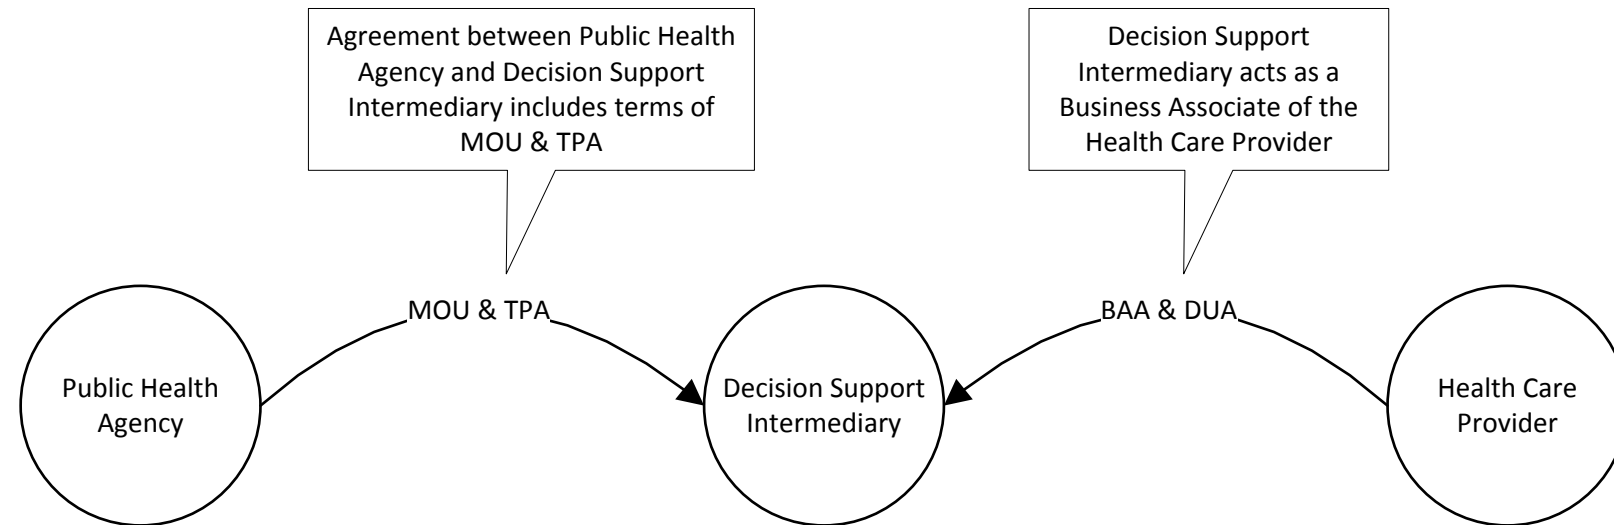 Agreement between Public Health
Agency and Decision Support
Intermediary includes terms of
MOU & TPA
Decision Support
Intermediary acts as a
Business Associate of the
Health Care Provider
MOU & TPA
BAA & DUA
Public Health
Agency
Decision Support
Intermediary
Health Care
Provider